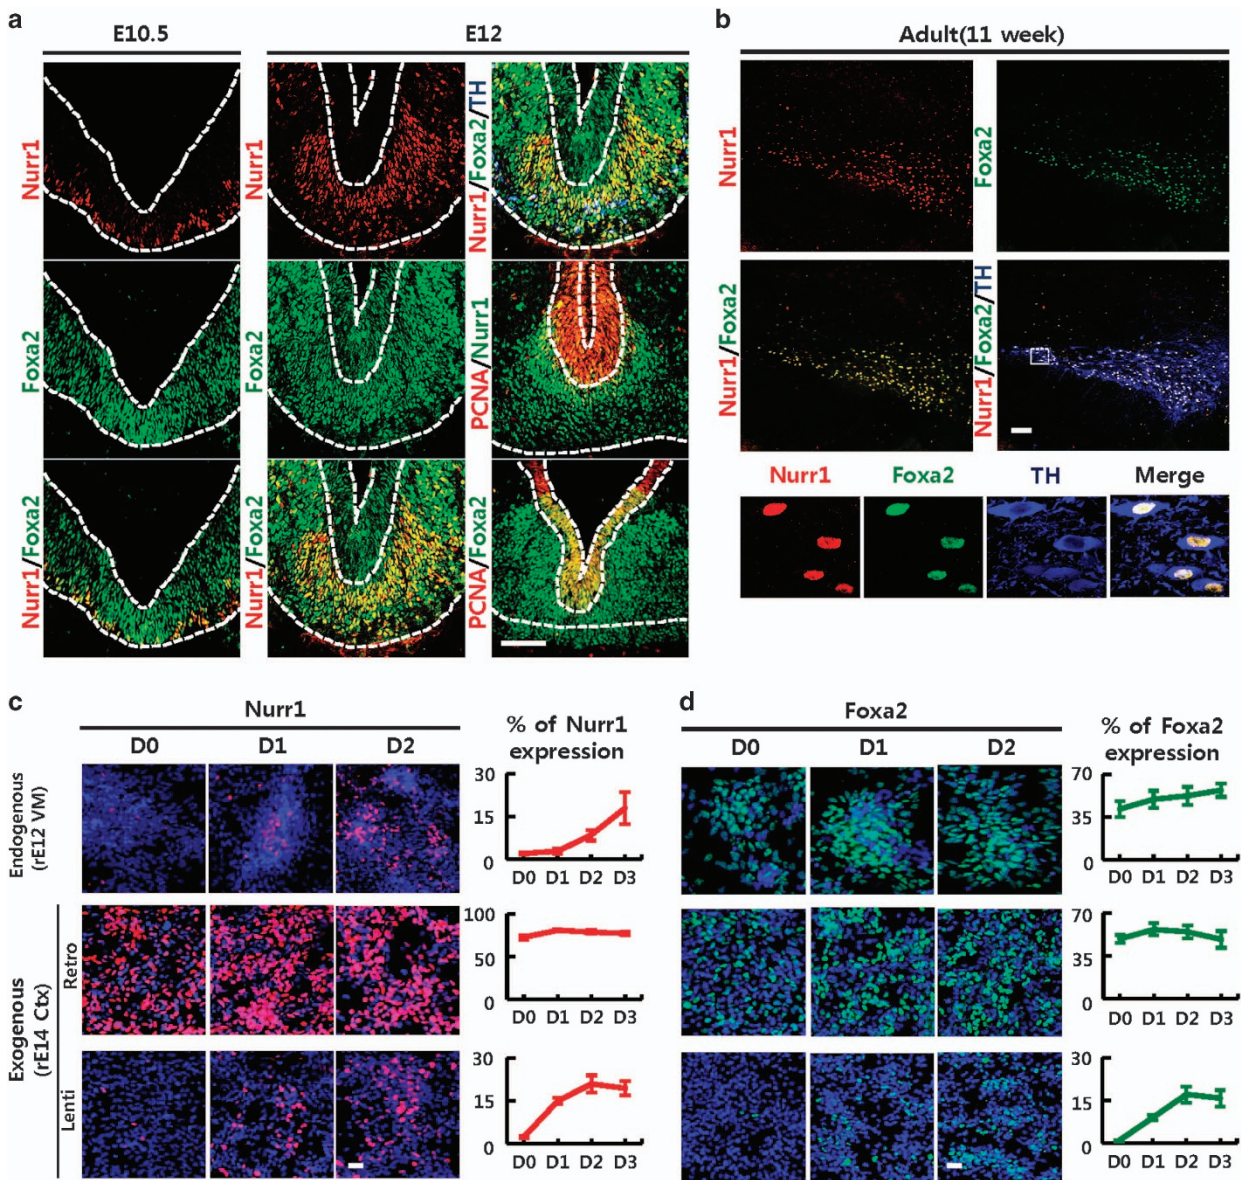 a
E10.5
E12
Nurr1
Nurr1
Nurr1/Foxa2/TH
Foxa2
Foxa2
PCNA/Nurr1
Nurr1/Foxa2
Nurr1/Foxa2
PCNA/Foxa2
b
Adult(11 week)
Nurr1
Foxa2
Nurr1/Foxa2
Nurr1/Foxa2/TH
Nurr1
Foxa2
TH
Merge
c
Nurr1
D0
D1
D2
% of Nurr1
expression
Endogenous
(rE12 VM)
30
15
0
D0 D1 D2 D3
Exogenous
(rE14 Ctx)
Retro
100
50
0
D0 D1 D2 D3
Lenti
30
15
0
D0 D1 D2 D3
d
Foxa2
D0
D1
D2
% of Foxa2
expression
70
35
0
D0 D1 D2 D3
70
35
0
D0 D1 D2 D3
30
15
0
D0 D1 D2 D3